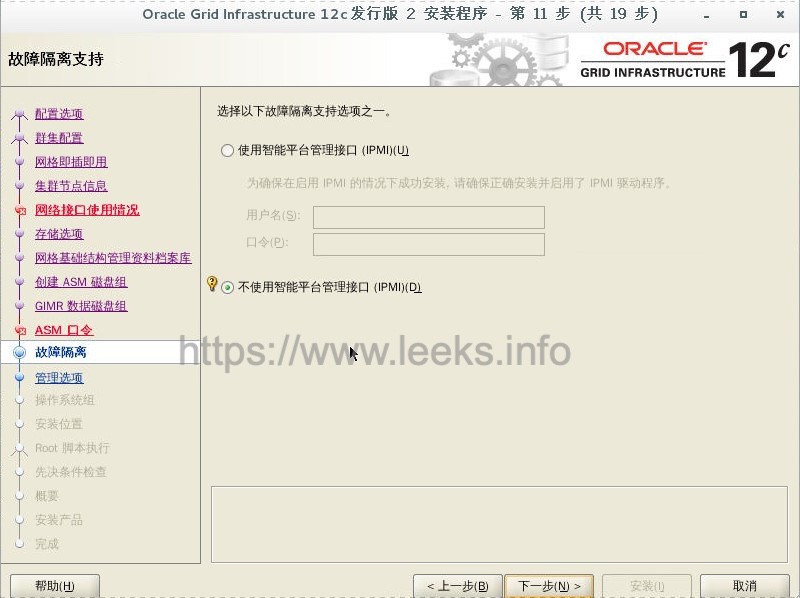 Oracle Grid Infrastructure 12c 发行版 2 安装程序 - 第 11 步 (共 19 步)
故障隔离支持
ORACLE®
GRID INFRASTRUCTURE 12c
配置选项
群集配置
网格即插即用
集群节点信息
网络接口使用情况
存储选项
网格基础结构管理资料档案库
创建 ASM 磁盘组
GIMR 数据磁盘组
ASM 口令
故障隔离
管理选项
操作系统组
安装位置
Root 脚本执行
先决条件检查
概要
安装产品
完成
选择以下故障隔离支持选项之一。
使用智能平台管理接口 (IPMI)(U)
为确保在启用 IPMI 的情况下成功安装, 请确保正确安装并启用了 IPMI 驱动程序。
用户名(S):
口令(P):
不使用智能平台管理接口 (IPMI)(D)
https://www.leeks.info
帮助(H)
< 上一步(B)
下一步(N) >
安装(I)
取消